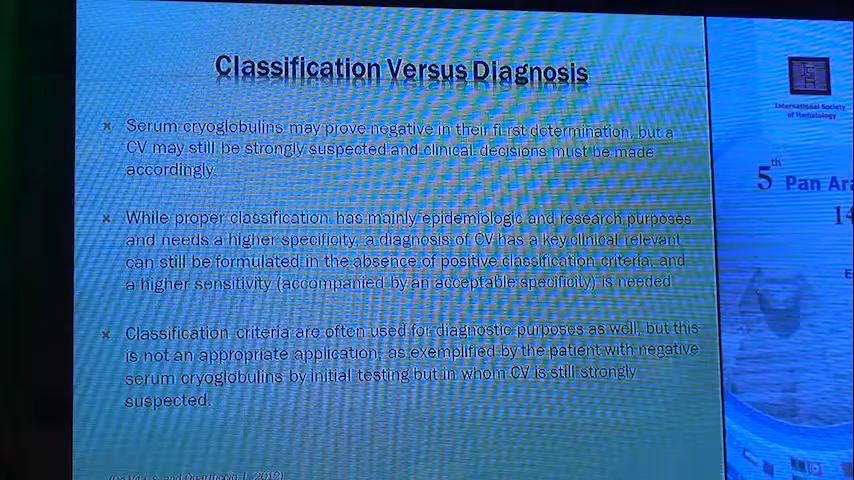 Classification Versus Diagnosis
Serum cryoglobulins may prove negative in their fi rst determination, but a
CV may still be strongly suspected and clinical decisions must be made
accordingly.
While proper classification has mainly epidemiologic and research purposes
and needs a higher specificity, a diagnosis of CV has a key clinical relevant
can still be formulated in the absence of positive classification criteria, and
a higher sensitivity (accompanied by an acceptable specificity) is needed
Classification criteria are often used for diagnostic purposes as well, but this
is not an appropriate application, as exemplified by the patient with negative
serum cryoglobulins by initial testing but in whom CV is still strongly
suspected.
2012)
International Society
of Hematology
5th Pan Ara
14
E